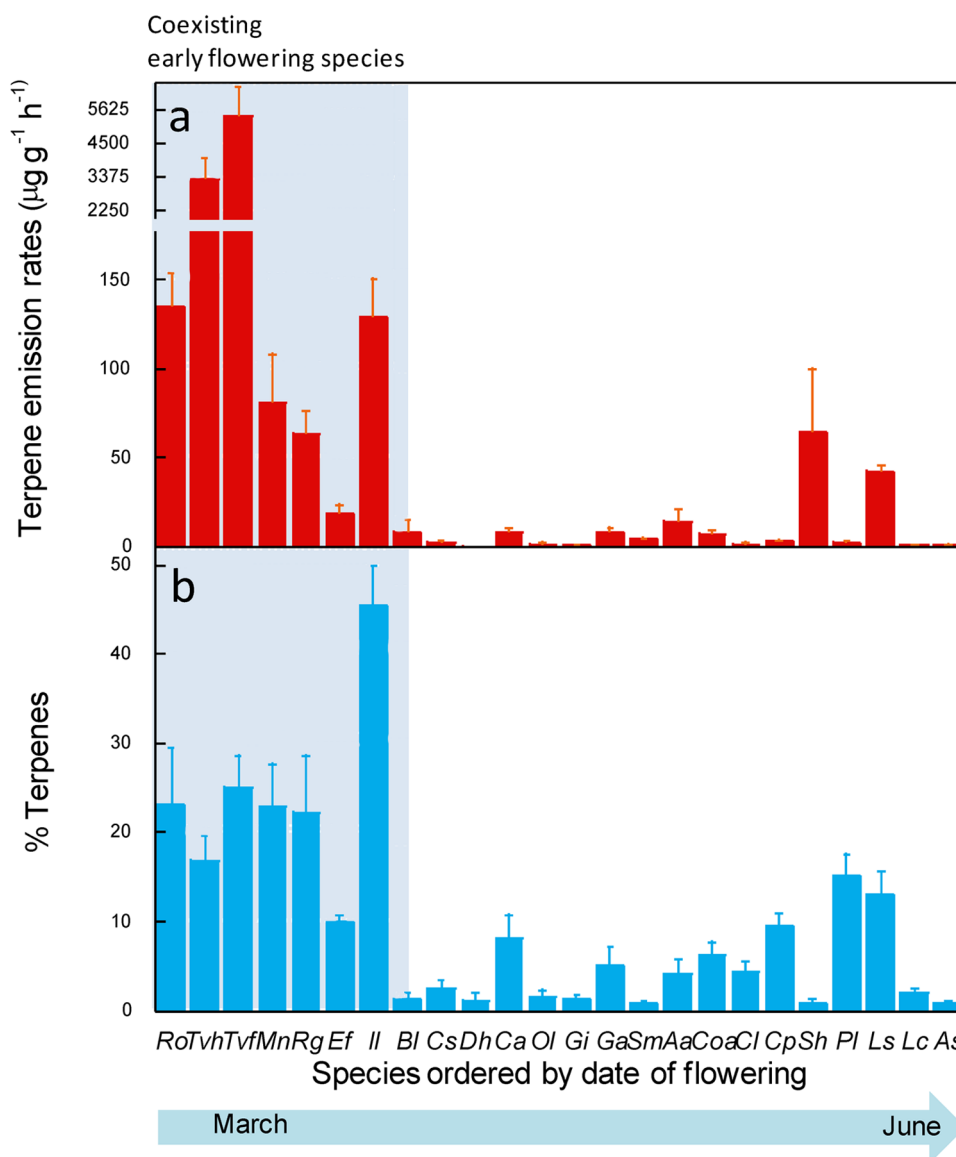 Coexisting
early flowering species
a
5625
4500
3375
2250
150
100
50
0
Terpene emission rates (µg g⁻¹ h⁻¹)
b
50
40
30
20
10
0
% Terpenes
Ro Tvh Tvf Mn Rg Ef Il Bl Cs Dh Ca Ol Gi Ga Sm Aa Coa Cl Cp Sh Pl Ls Lc As
Species ordered by date of flowering
March June